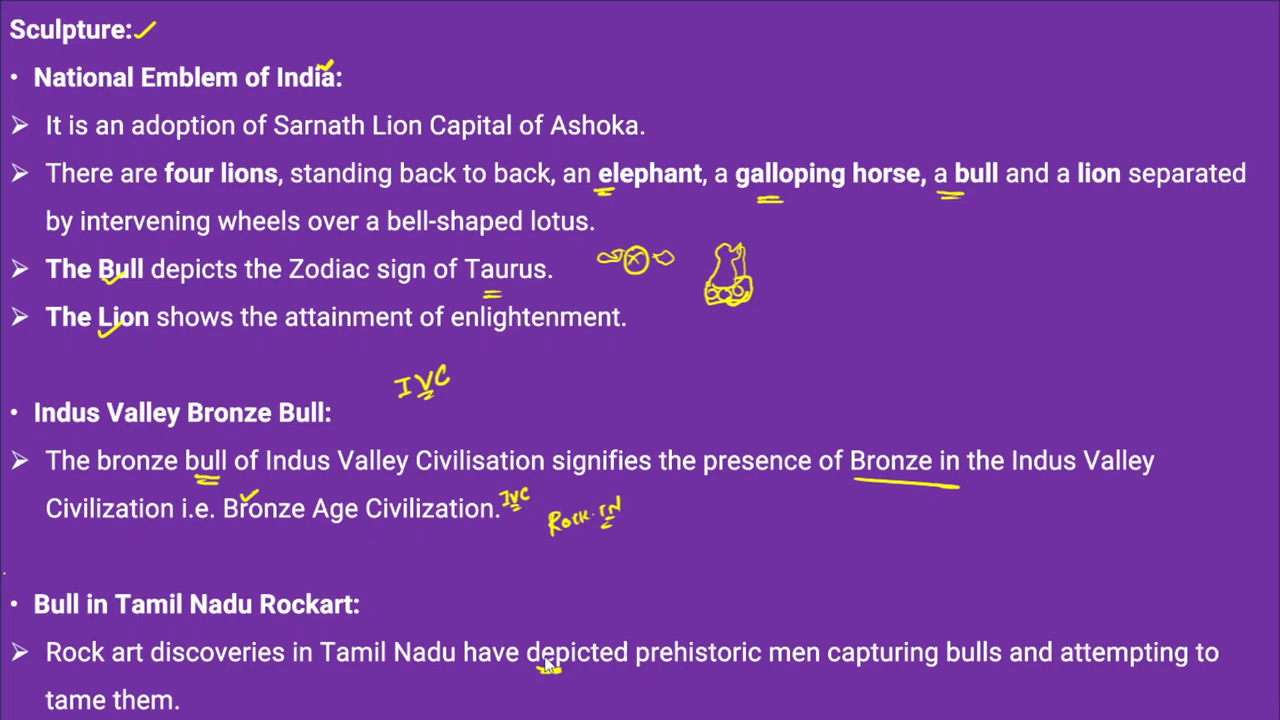 Sculpture:
• National Emblem of India:
➢ It is an adoption of Sarnath Lion Capital of Ashoka.
➢ There are four lions, standing back to back, an elephant, a galloping horse, a bull and a lion separated
by intervening wheels over a bell-shaped lotus.
➢ The Bull depicts the Zodiac sign of Taurus.
➢ The Lion shows the attainment of enlightenment.
IVC
• Indus Valley Bronze Bull:
➢ The bronze bull of Indus Valley Civilisation signifies the presence of Bronze in the Indus Valley
Civilization i.e. Bronze Age Civilization. IVC
Rock. TN
• Bull in Tamil Nadu Rockart:
➢ Rock art discoveries in Tamil Nadu have depicted prehistoric men capturing bulls and attempting to
tame them.